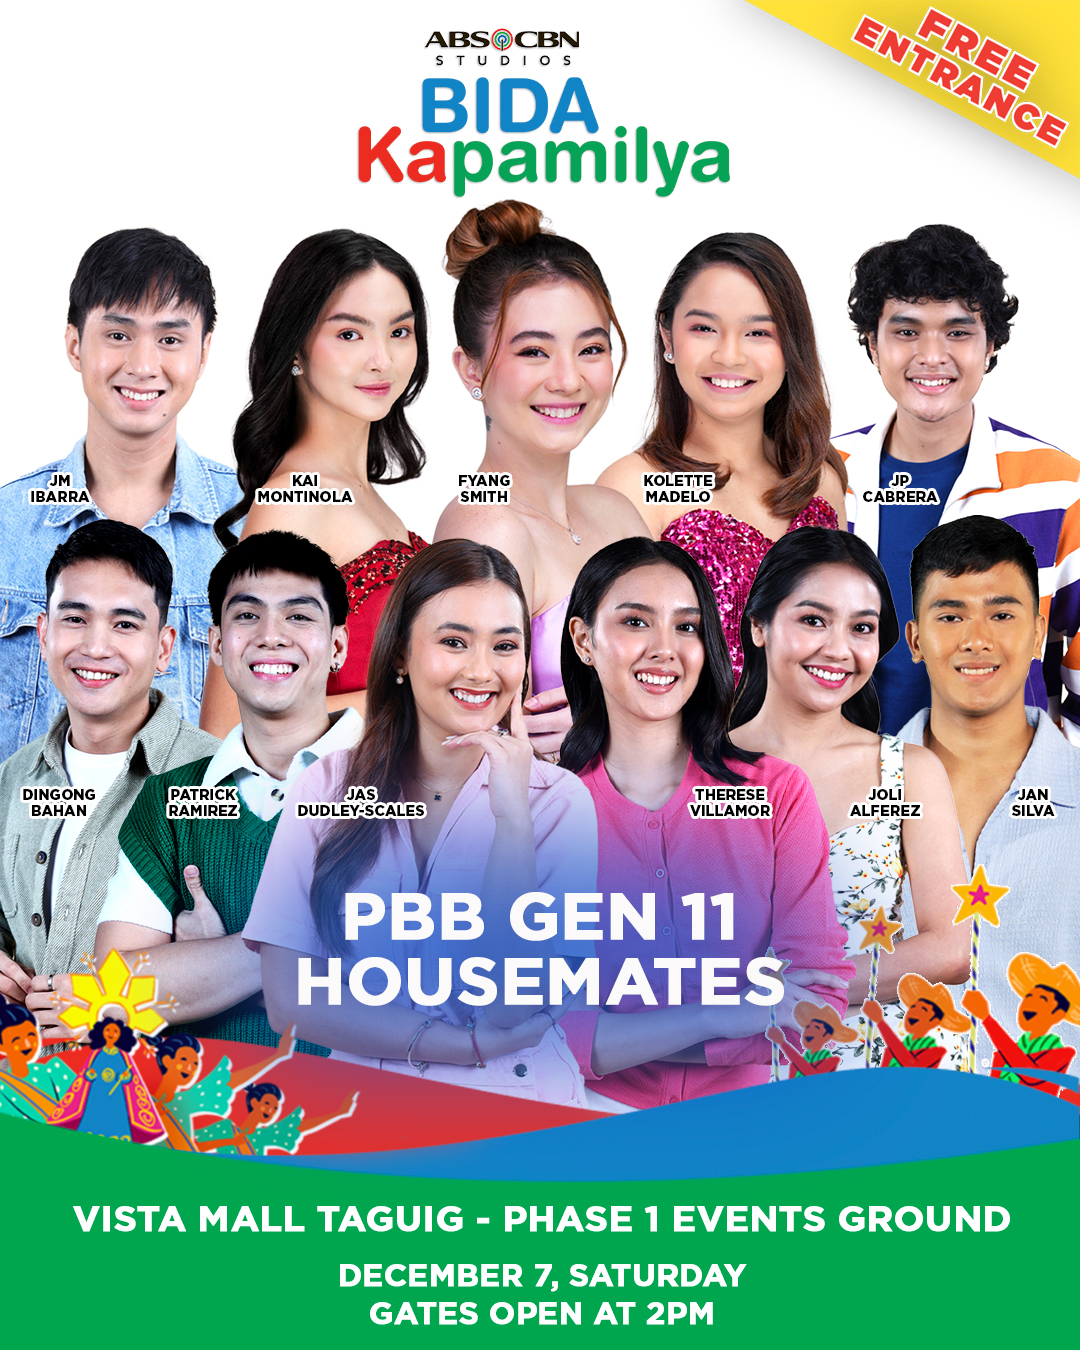 ABS CBN
STUDIOS
BIDA
Kapamilya
FREE
ENTRANCE
JM
IBARRA
KAI
MONTINOLA
FYANG
SMITH
KOLETTE
MADELO
JP
CABRERA
DINGONG
BAHAN
PATRICK
RAMIREZ
JAS
DUDLEY-SCALES
THERESE
VILLAMOR
JOLI
ALFEREZ
JAN
SILVA
PBB GEN 11
HOUSEMATES
VISTA MALL TAGUIG - PHASE 1 EVENTS GROUND
DECEMBER 7, SATURDAY
GATES OPEN AT 2PM